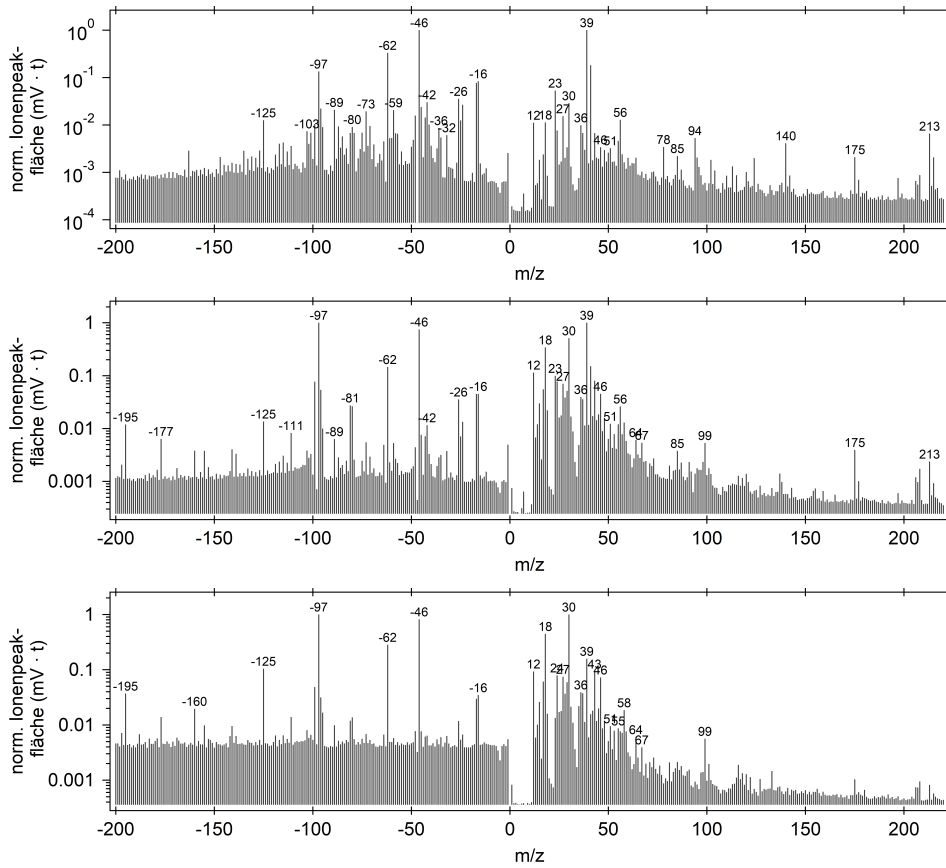 norm. Ionenpeak-
fläche (mV · t)
10⁰
10⁻¹
10⁻²
10⁻³
10⁻⁴
-125 -103 -97 -89 -80 -73 -62 -59 -46 -42 -36 -32 -26 -16 12 18 23 27 30 36 39 46 51 56 78 85 94 140 175 213
-200 -150 -100 -50 0 50 100 150 200
m/z
norm. Ionenpeak-
fläche (mV · t)
1
0.1
0.01
0.001
-195 -177 -125 -111 -97 -89 -81 -62 -46 -42 -26 -16 12 18 23 27 30 36 39 46 51 56 64 67 85 99 175 213
-200 -150 -100 -50 0 50 100 150 200
m/z
norm. Ionenpeak-
fläche (mV · t)
1
0.1
0.01
0.001
-195 -160 -125 -97 -62 -46 -16 12 18 24 27 30 36 39 43 46 51 55 58 64 67 99
-200 -150 -100 -50 0 50 100 150 200
m/z